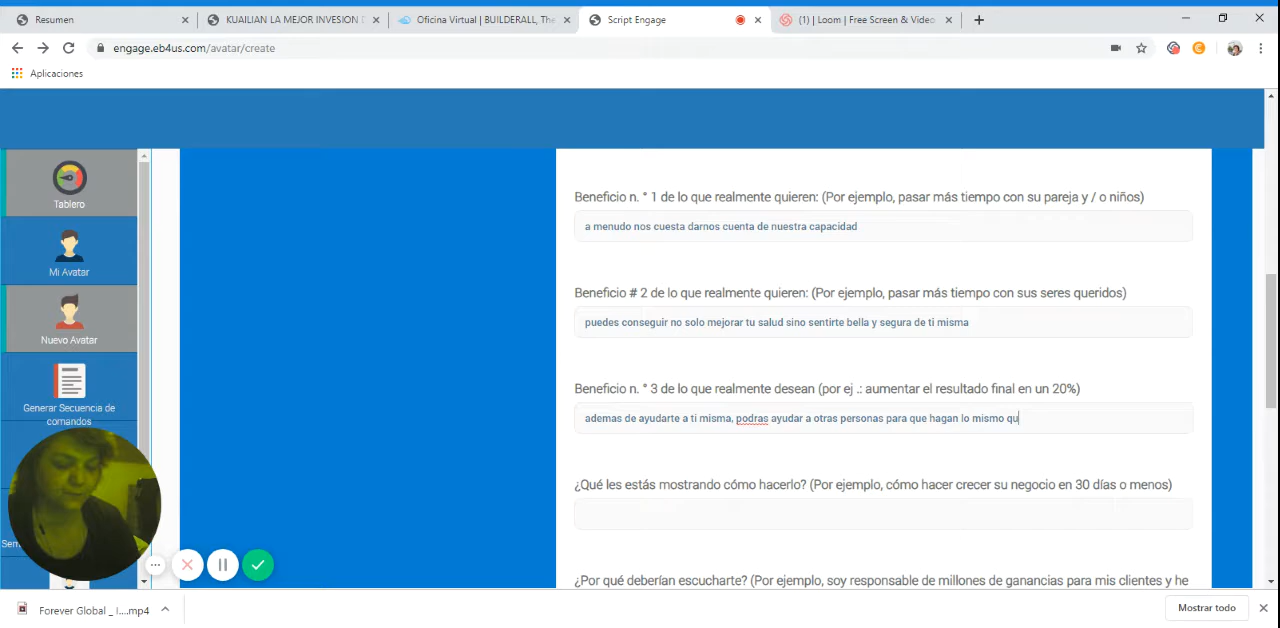 Resumen
KUAILIAN LA MEJOR INVESION D
Oficina Virtual | BUILDERALL, The
Script Engage
(1) | Loom | Free Screen & Video
engage.eb4us.com/avatar/create
Aplicaciones
Tablero
Mi Avatar
Nuevo Avatar
Generar Secuencia de
comandos
Sem
Beneficio n. ° 1 de lo que realmente quieren: (Por ejemplo, pasar más tiempo con su pareja y / o niños)
a menudo nos cuesta darnos cuenta de nuestra capacidad
Beneficio # 2 de lo que realmente quieren: (Por ejemplo, pasar más tiempo con sus seres queridos)
puedes conseguir no solo mejorar tu salud sino sentirte bella y segura de ti misma
Beneficio n. ° 3 de lo que realmente desean (por ej .: aumentar el resultado final en un 20%)
ademas de ayudarte a ti misma, podras ayudar a otras personas para que hagan lo mismo qu
¿Qué les estás mostrando cómo hacerlo? (Por ejemplo, cómo hacer crecer su negocio en 30 días o menos)
¿Por qué deberían escucharte? (Por ejemplo, soy responsable de millones de ganancias para mis clientes y he
Forever Global _ I....mp4
Mostrar todo